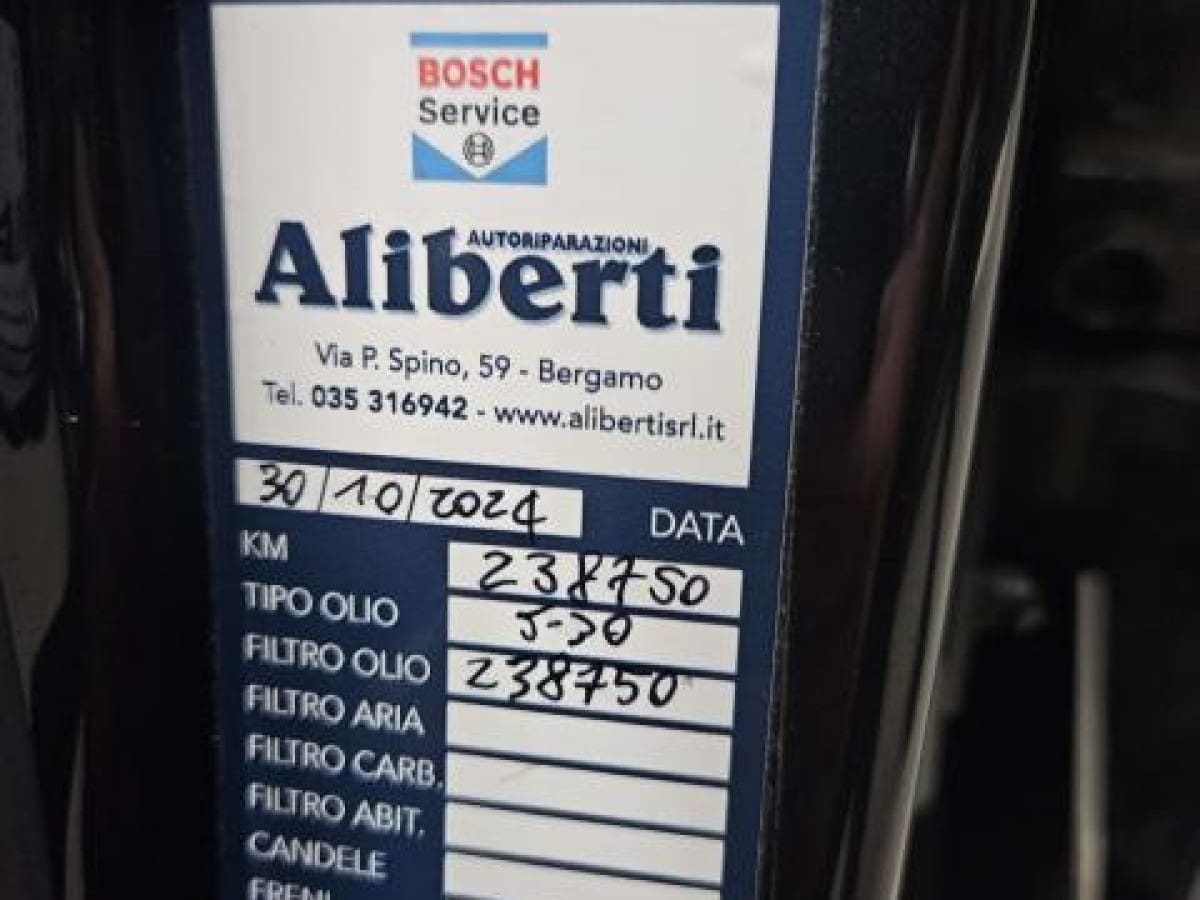 BOSCH
Service
AUTORIPARAZIONI
Aliberti
Via P. Spino, 59 - Bergamo
Tel. 035 316942 - www.alibertisrl.it
30/10/2024 DATA
KM 238750
TIPO OLIO 5-30
FILTRO OLIO 238750
FILTRO ARIA
FILTRO CARB.
FILTRO ABIT.
CANDELE
FRENI